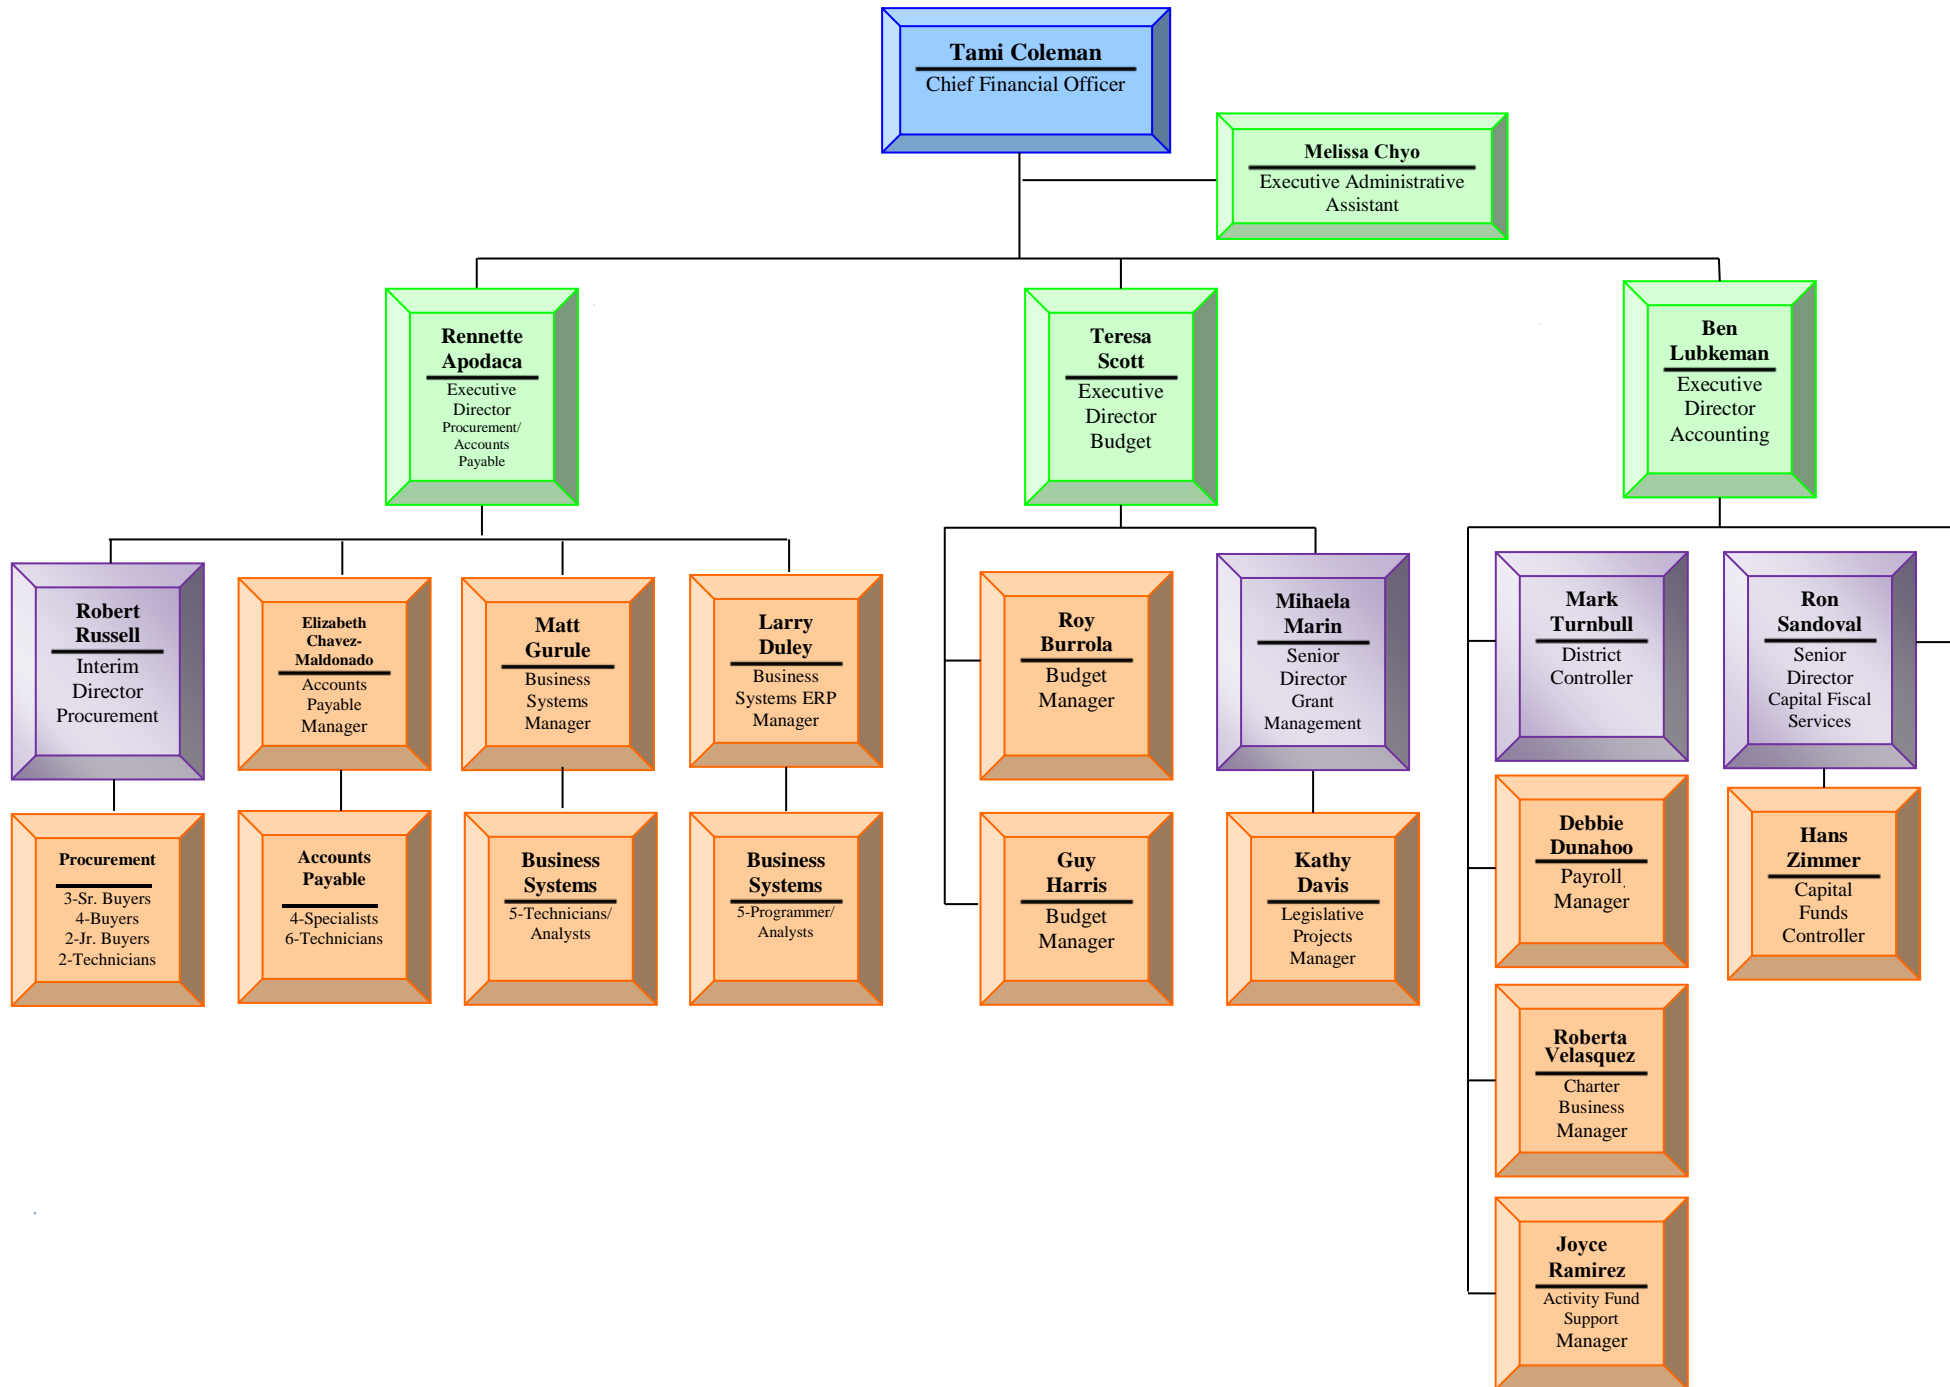 Tami Coleman
Chief Financial Officer
Melissa Chyo
Executive Administrative
Assistant
Rennette
Apodaca
Executive
Director
Procurement/
Accounts
Payable
Teresa
Scott
Executive
Director
Budget
Ben
Lubkeman
Executive
Director
Accounting
Robert
Russell
Interim
Director
Procurement
Elizabeth
Chavez-
Maldonado
Accounts
Payable
Manager
Matt
Gurule
Business
Systems
Manager
Larry
Duley
Business
Systems ERP
Manager
Roy
Burrola
Budget
Manager
Mihaela
Marin
Senior
Director
Grant
Management
Mark
Turnbull
District
Controller
Ron
Sandoval
Senior
Director
Capital Fiscal
Services
Procurement
3-Sr. Buyers
4-Buyers
2-Jr. Buyers
2-Technicians
Accounts
Payable
4-Specialists
6-Technicians
Business
Systems
5-Technicians/
Analysts
Business
Systems
5-Programmer/
Analysts
Guy
Harris
Budget
Manager
Kathy
Davis
Legislative
Projects
Manager
Debbie
Dunahoo
Payroll
Manager
Hans
Zimmer
Capital
Funds
Controller
Roberta
Velasquez
Charter
Business
Manager
Joyce
Ramirez
Activity Fund
Support
Manager